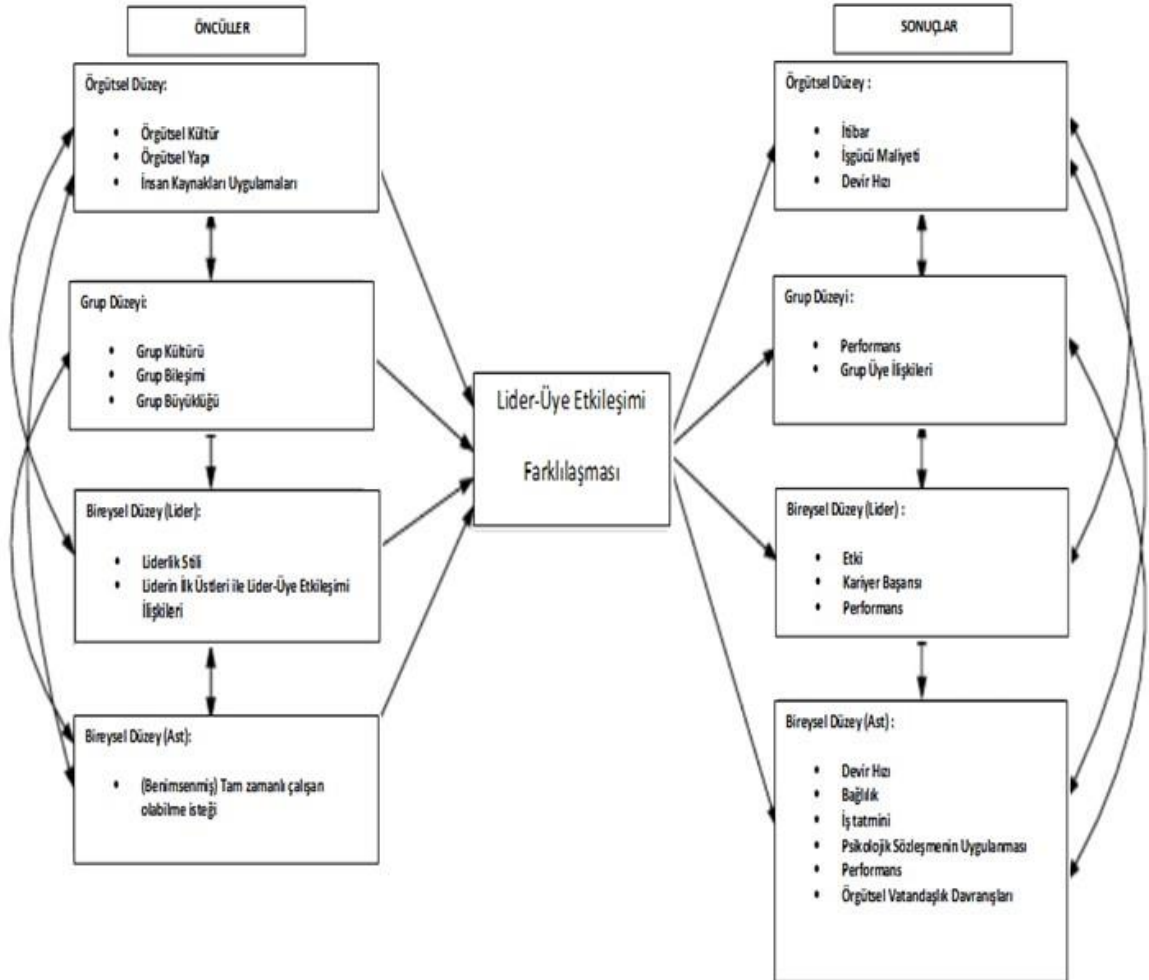 ÖNCÜLLER
Örgütsel Düzey:
• Örgütsel Kültür
• Örgütsel Yapı
• İnsan Kaynakları Uygulamaları
Grup Düzeyi:
• Grup Kültürü
• Grup Bileşimi
• Grup Büyüklüğü
Bireysel Düzey (Lider):
• Liderlik Stili
• Liderin İlk Üstleri ile Lider-Üye Etkileşimi
İlişkileri
Bireysel Düzey (Ast):
• (Benimsenmiş) Tam zamanlı çalışan
olabilme isteği
Lider-Üye Etkileşimi
Farklılaşması
SONUÇLAR
Örgütsel Düzey :
• İtibar
• İşgücü Maliyeti
• Devir Hızı
Grup Düzeyi :
• Performans
• Grup Üye İlişkileri
Bireysel Düzey (Lider) :
• Etki
• Kariyer Başarısı
• Performans
Bireysel Düzey (Ast) :
• Devir Hızı
• Bağlılık
• İş tatmini
• Psikolojik Sözleşmenin Uygulanması
• Performans
• Örgütsel Vatandaşlık Davranışları